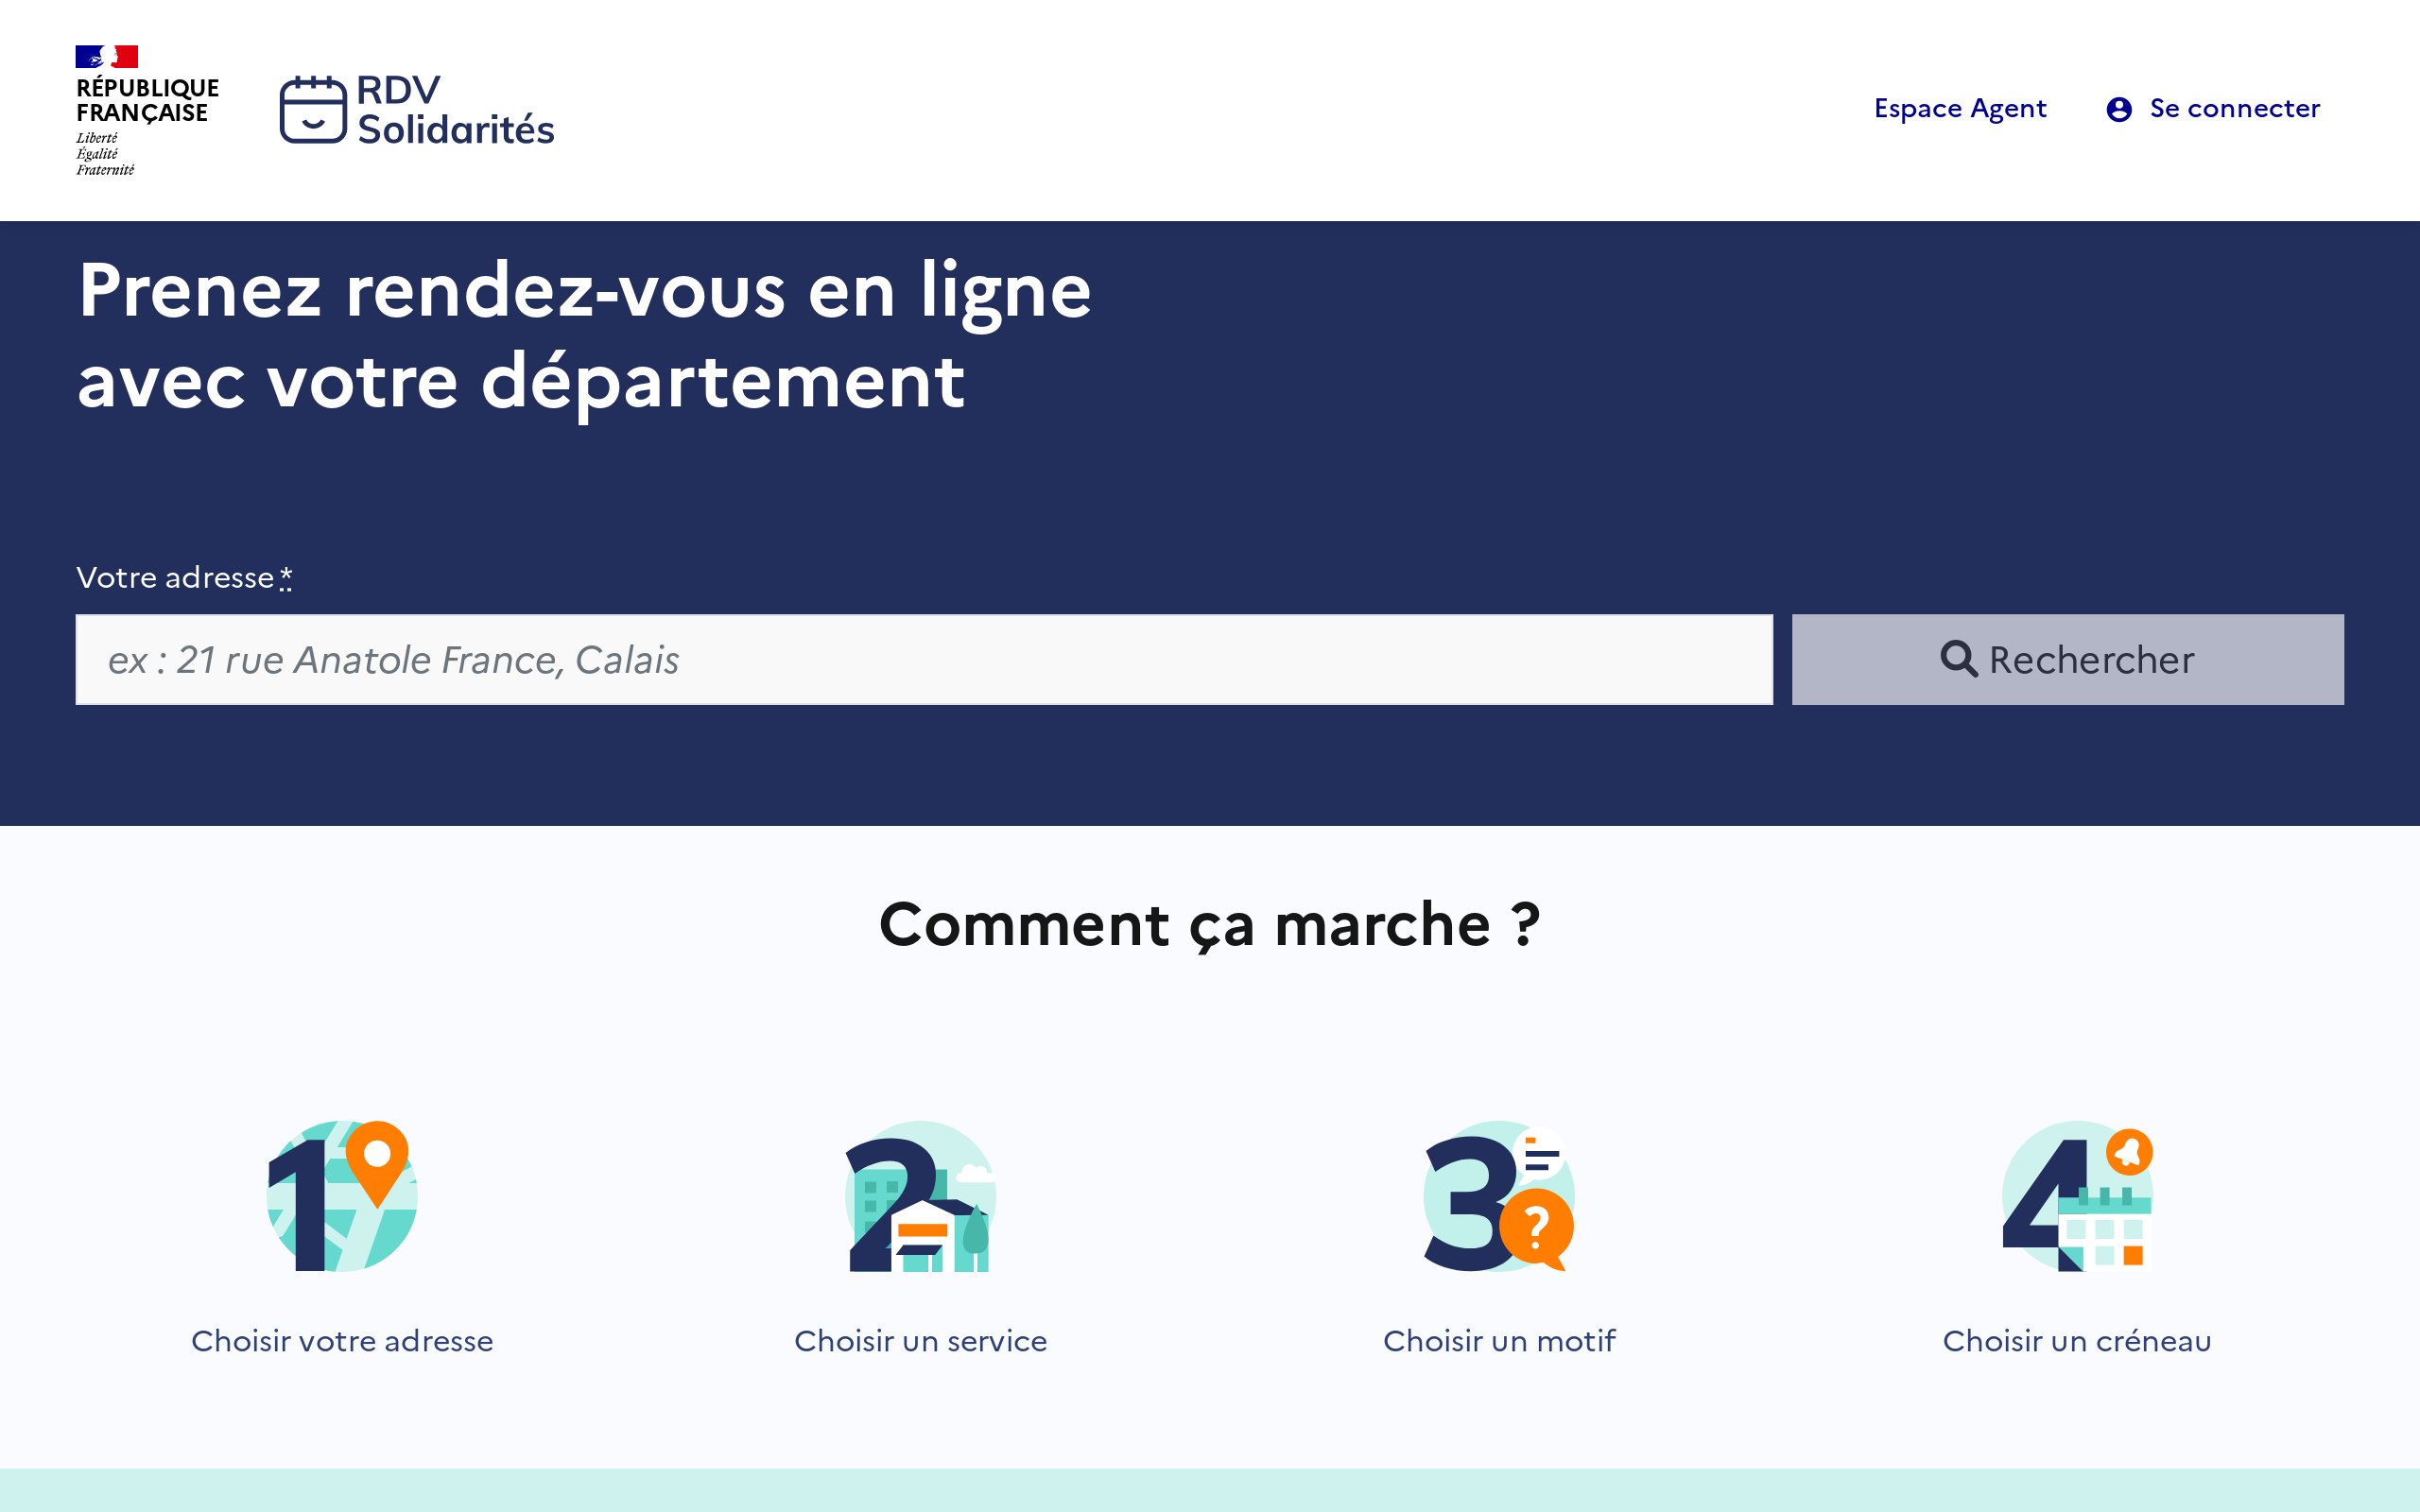 RÉPUBLIQUE
FRANÇAISE
Liberté
Égalité
Fraternité
RDV
Solidarités
Espace Agent
Se connecter
Prenez rendez-vous en ligne
avec votre département
Votre adresse *
ex : 21 rue Anatole France, Calais
Rechercher
Comment ça marche ?
1
2
3
?
4
Choisir votre adresse
Choisir un service
Choisir un motif
Choisir un créneau